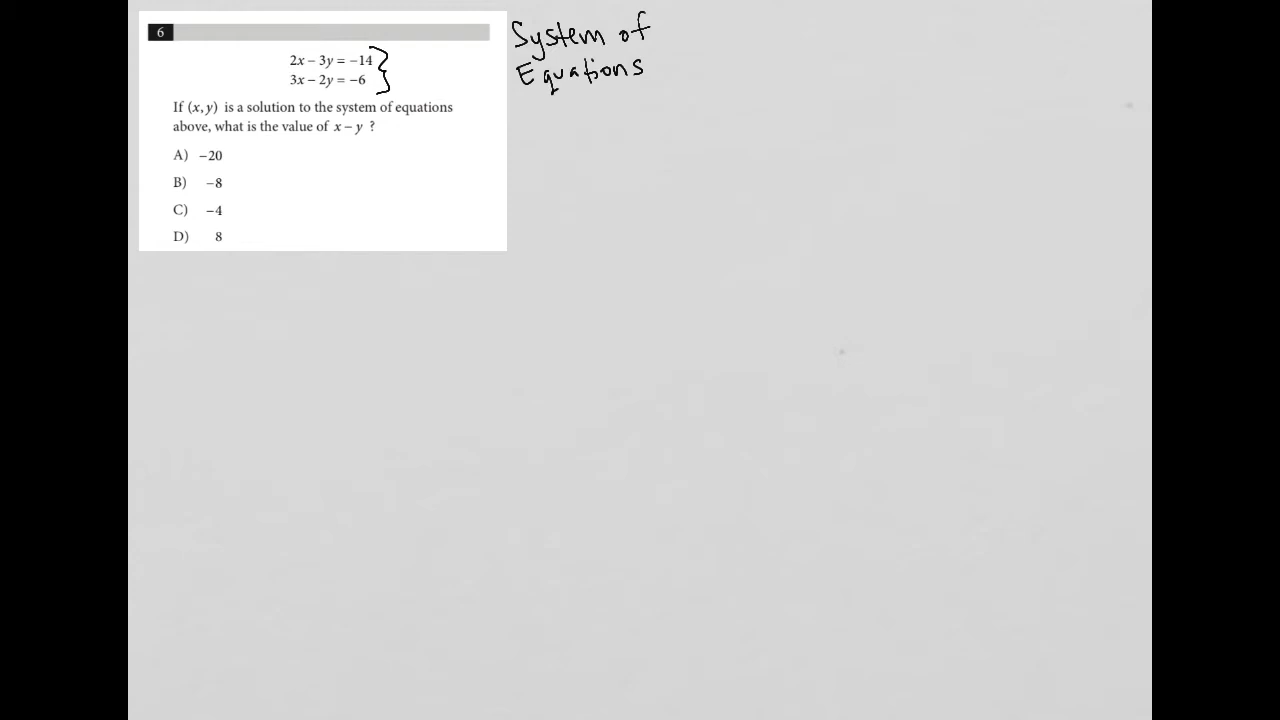 6
2x – 3y = –14
3x – 2y = –6
If (x, y) is a solution to the system of equations
above, what is the value of x – y ?
A) –20
B) –8
C) –4
D) 8
System of
Equations